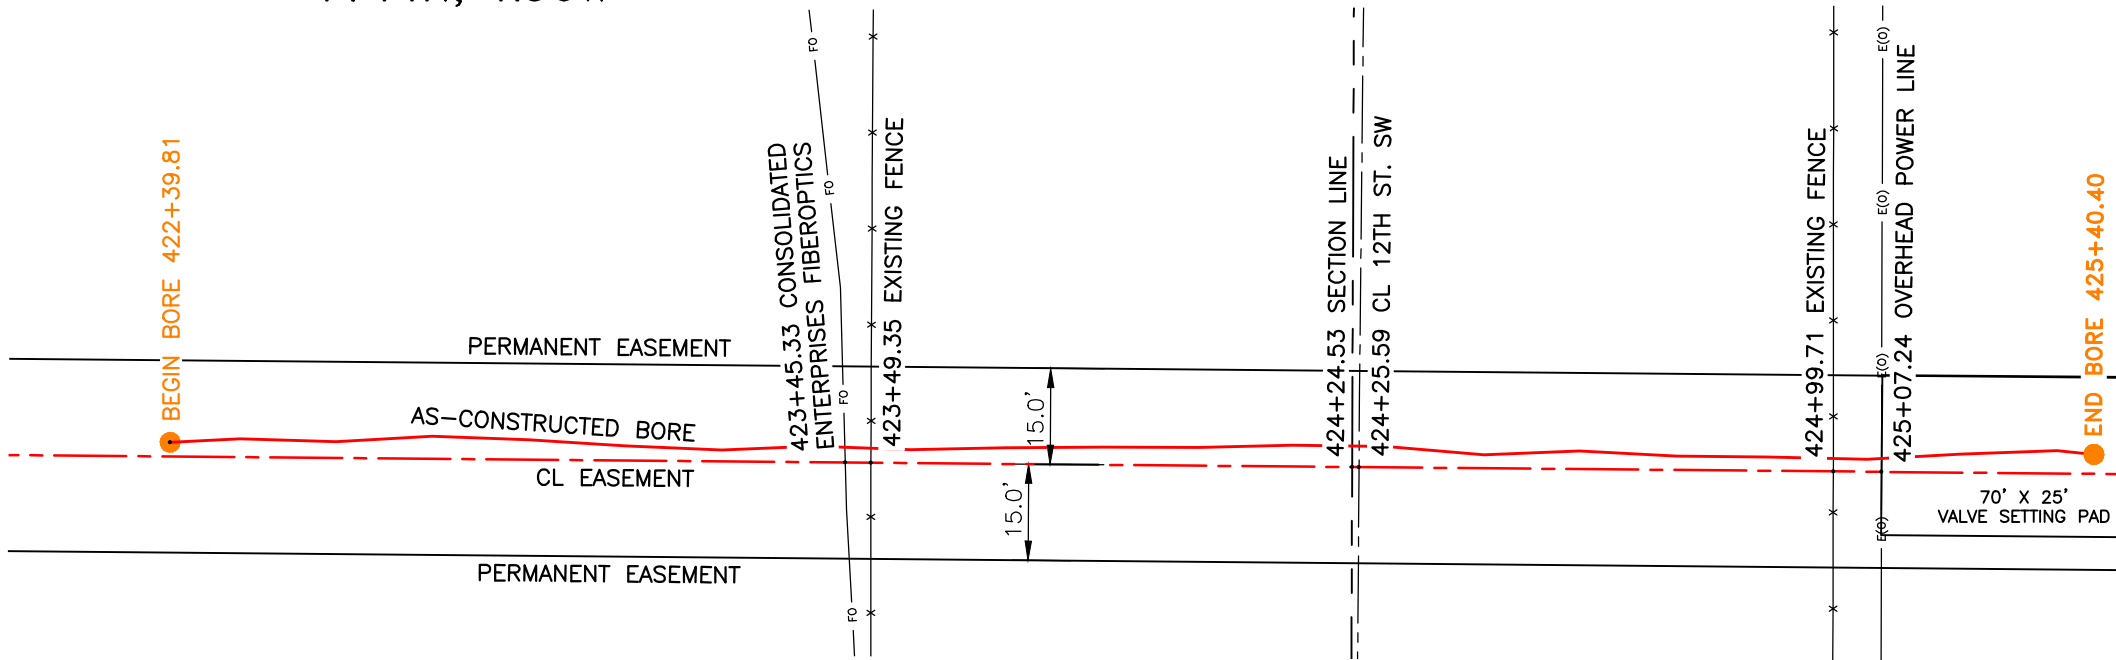 BEGIN BORE 422+39.81
PERMANENT EASEMENT
AS-CONSTRUCTED BORE
CL EASEMENT
PERMANENT EASEMENT
423+45.33 CONSOLIDATED
ENTERPRISES FIBEROPTICS
FO
FO
FO
FO
423+49.35 EXISTING FENCE
15.0'
15.0'
424+24.53 SECTION LINE
424+25.59 CL 12TH ST. SW
424+99.71 EXISTING FENCE
E(O)
E(O)
E(O)
E(O)
425+07.24 OVERHEAD POWER LINE
END BORE 425+40.40
70' X 25'
VALVE SETTING PAD